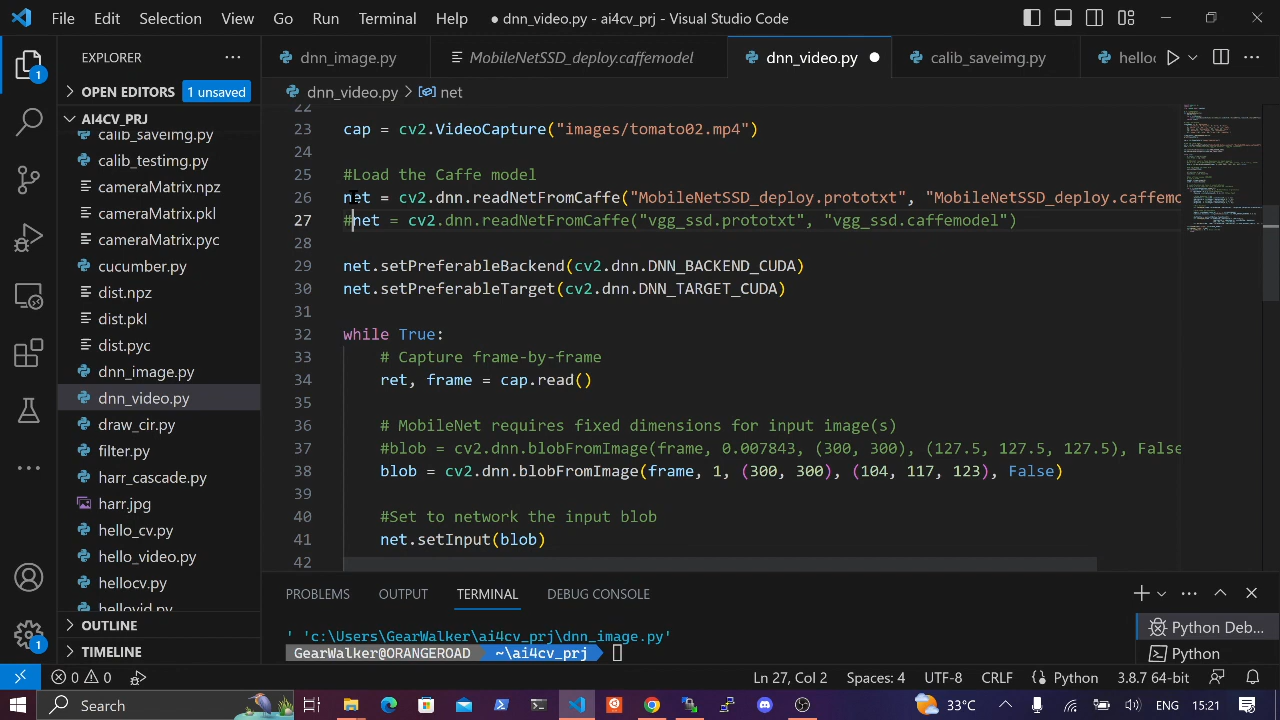 File Edit Selection View Go Run Terminal Help ● dnn_video.py - ai4cv_prj - Visual Studio Code
EXPLORER ···
dnn_image.py MobileNetSSD_deploy.caffemodel dnn_video.py calib_saveimg.py helloc
OPEN EDITORS 1 unsaved
dnn_video.py > net
AI4CV_PRJ
calib_saveimg.py
calib_testimg.py
cameraMatrix.npz
cameraMatrix.pkl
cameraMatrix.pyc
cucumber.py
dist.npz
dist.pkl
dist.pyc
dnn_image.py
dnn_video.py
draw_cir.py
filter.py
harr_cascade.py
harr.jpg
hello_cv.py
hello_video.py
hellocv.py
hellovid.py
OUTLINE
TIMELINE
22
23 cap = cv2.VideoCapture("images/tomato02.mp4")
24
25 #Load the Caffe model
26 net = cv2.dnn.readNetFromCaffe("MobileNetSSD_deploy.prototxt", "MobileNetSSD_deploy.caffemo
27 #net = cv2.dnn.readNetFromCaffe("vgg_ssd.prototxt", "vgg_ssd.caffemodel")
28
29 net.setPreferableBackend(cv2.dnn.DNN_BACKEND_CUDA)
30 net.setPreferableTarget(cv2.dnn.DNN_TARGET_CUDA)
31
32 while True:
33 # Capture frame-by-frame
34 ret, frame = cap.read()
35
36 # MobileNet requires fixed dimensions for input image(s)
37 #blob = cv2.dnn.blobFromImage(frame, 0.007843, (300, 300), (127.5, 127.5, 127.5), False
38 blob = cv2.dnn.blobFromImage(frame, 1, (300, 300), (104, 117, 123), False)
39
40 #Set to network the input blob
41 net.setInput(blob)
42
PROBLEMS OUTPUT TERMINAL DEBUG CONSOLE
' 'c:\Users\GearWalker\ai4cv_prj\dnn_image.py'
GearWalker@ORANGEROAD ~\ai4cv_prj
Python Deb...
Python
0 0 Ln 27, Col 2 Spaces: 4 UTF-8 CRLF Python 3.8.7 64-bit
1
1
Search 32°C 15:21